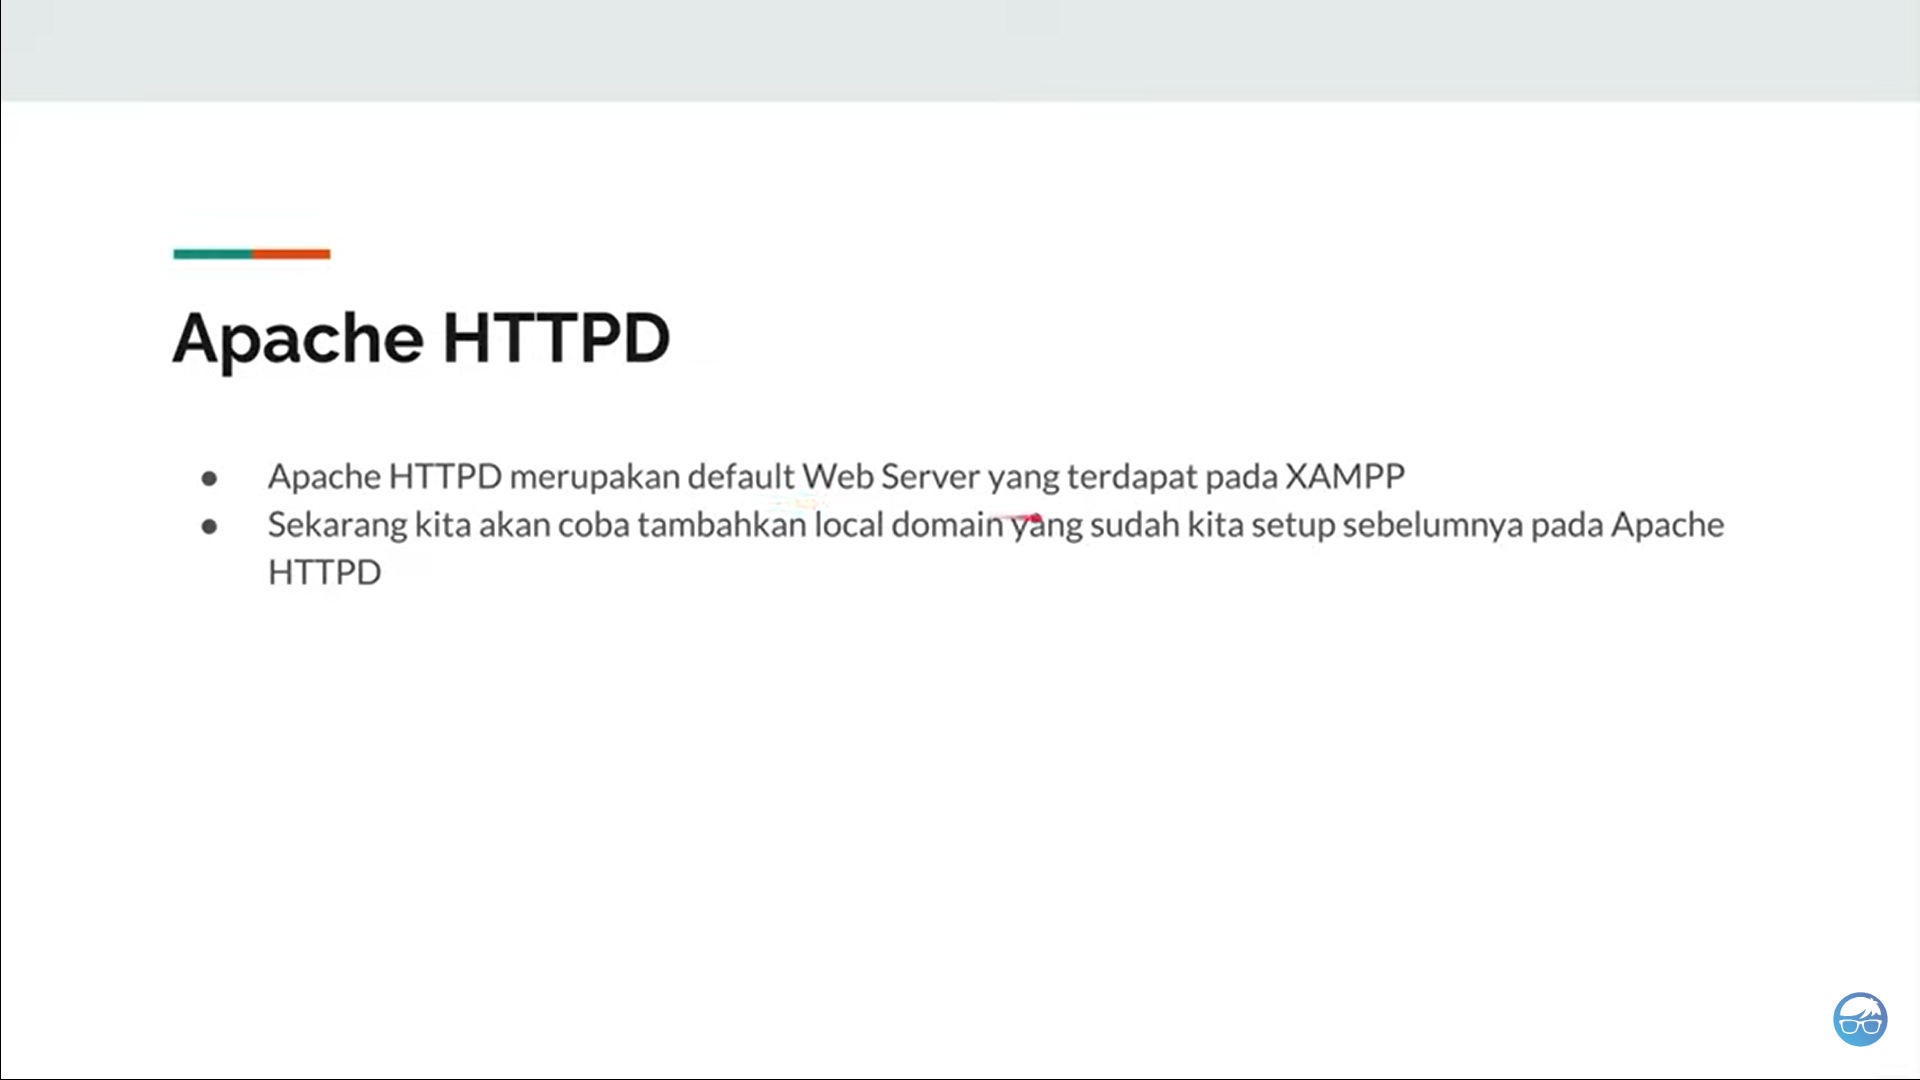 Apache HTTPD
● Apache HTTPD merupakan default Web Server yang terdapat pada XAMPP
● Sekarang kita akan coba tambahkan local domain yang sudah kita setup sebelumnya pada Apache
HTTPD